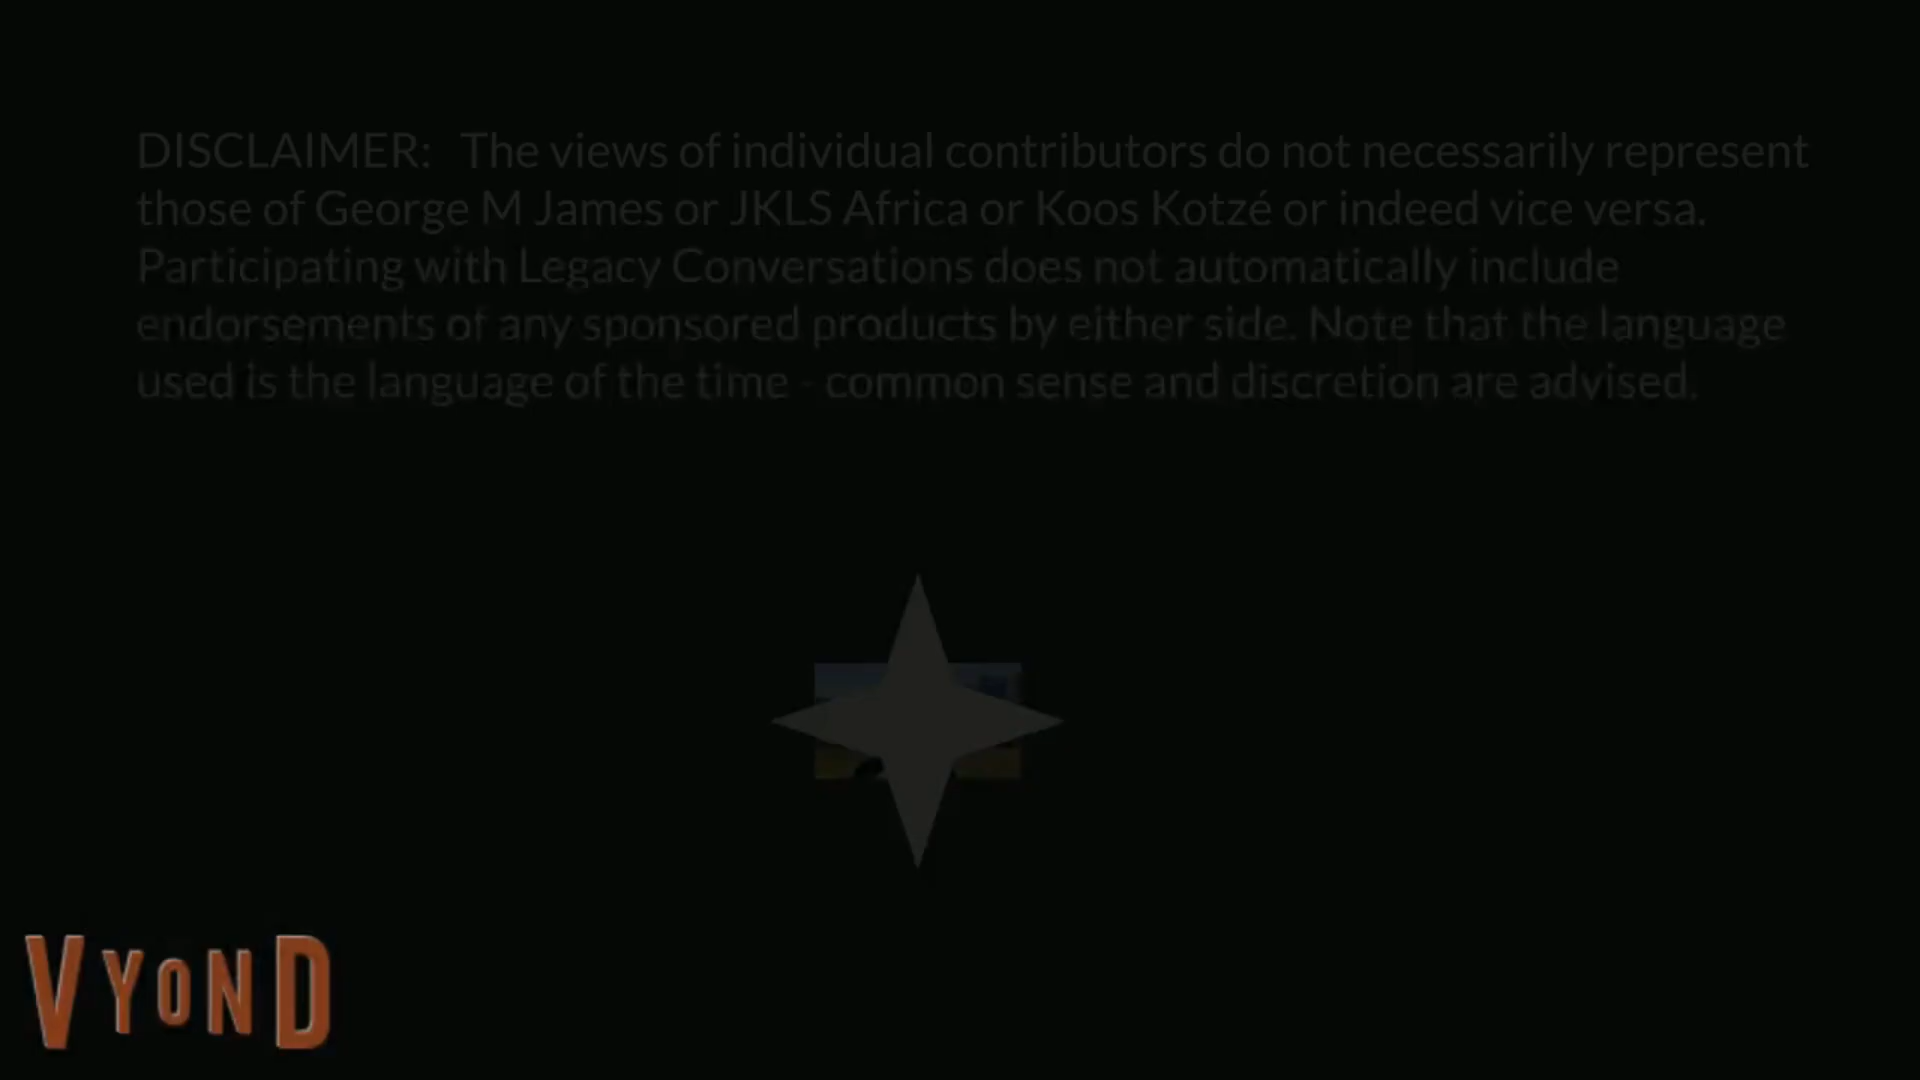 DISCLAIMER: The views of individual contributors do not necessarily represent
those of George M James or JKLS Africa or Koos Kotzé or indeed vice versa.
Participating with Legacy Conversations does not automatically include
endorsements of any sponsored products by either side. Note that the language
used is the language of the time - common sense and discretion are advised.
VYOND